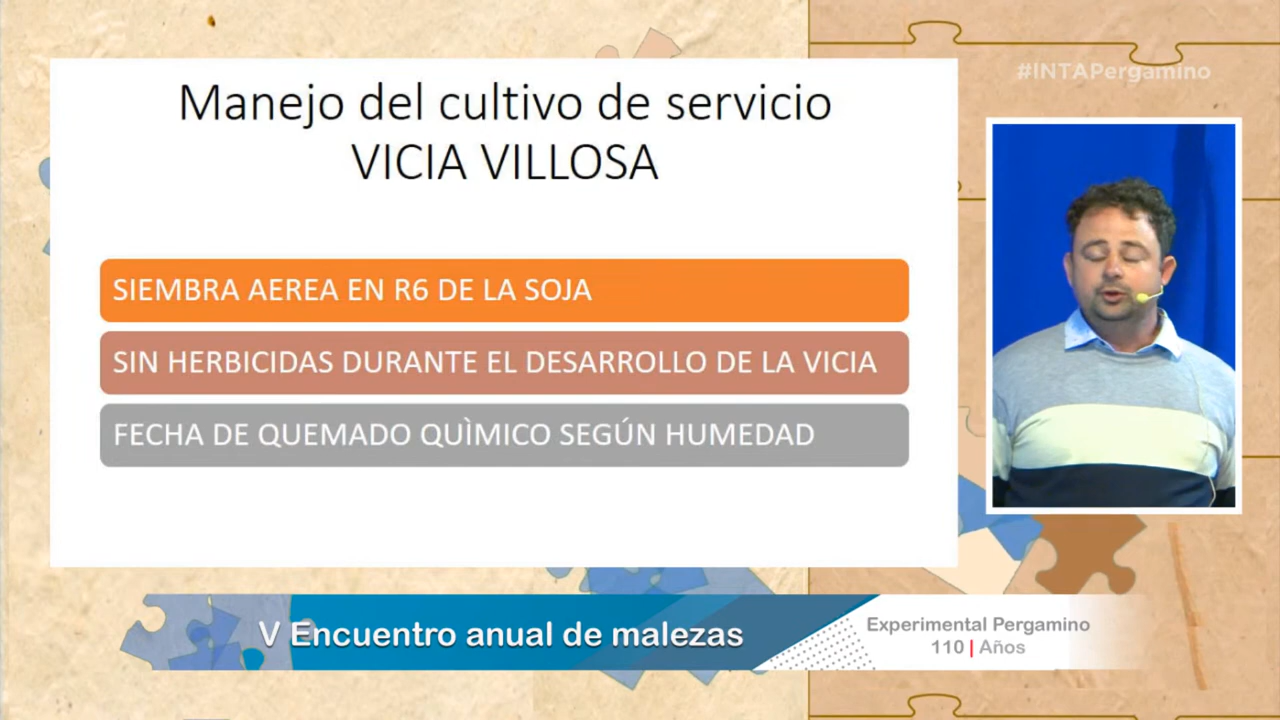 Manejo del cultivo de servicio
VICIA VILLOSA
#INTAPergamino
SIEMBRA AEREA EN R6 DE LA SOJA
SIN HERBICIDAS DURANTE EL DESARROLLO DE LA VICIA
FECHA DE QUEMADO QUÌMICO SEGÚN HUMEDAD
V Encuentro anual de malezas
Experimental Pergamino
110 | Años